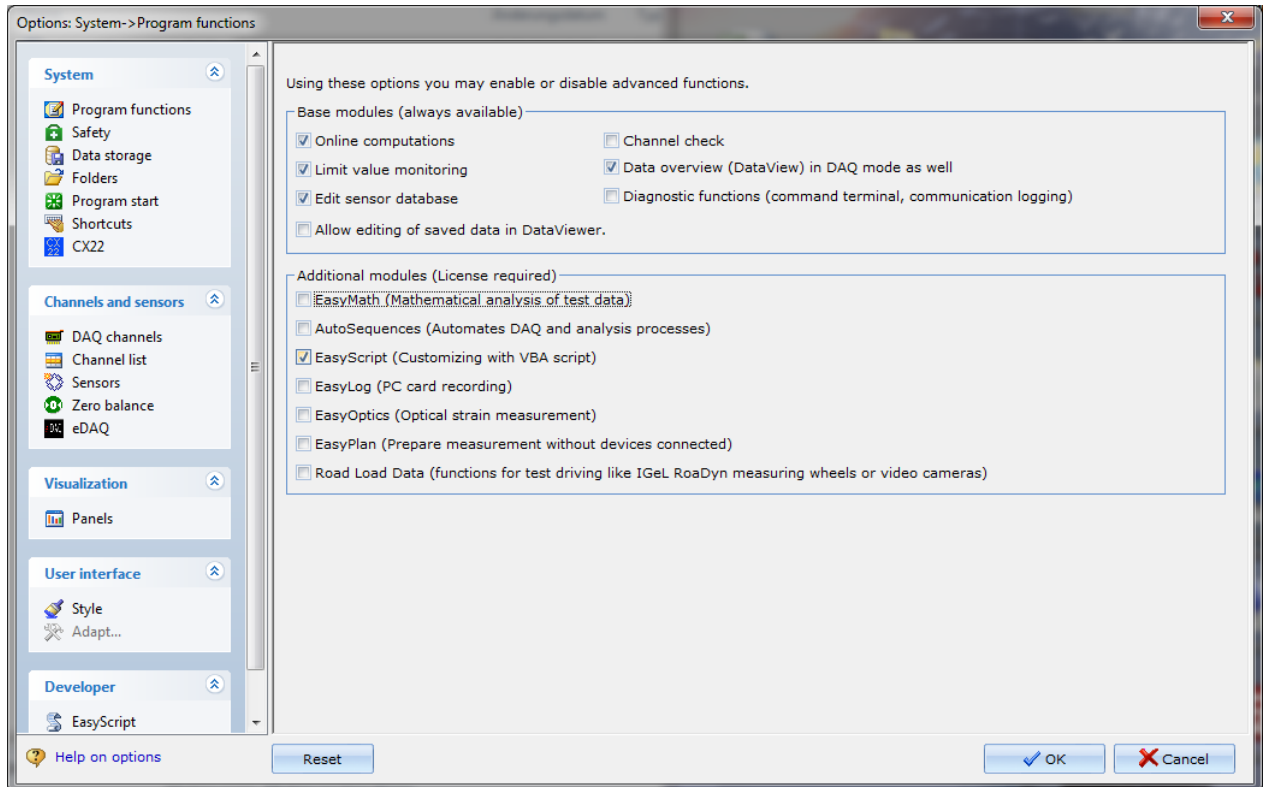 Options: System->Program functions
System
Program functions
Safety
Data storage
Folders
Program start
Shortcuts
CX22
Channels and sensors
DAQ channels
Channel list
Sensors
Zero balance
eDAQ
Visualization
Panels
User interface
Style
Adapt...
Developer
EasyScript
Help on options
Using these options you may enable or disable advanced functions.
Base modules (always available)
Online computations
Channel check
Limit value monitoring
Data overview (DataView) in DAQ mode as well
Edit sensor database
Diagnostic functions (command terminal, communication logging)
Allow editing of saved data in DataViewer.
Additional modules (License required)
EasyMath (Mathematical analysis of test data)
AutoSequences (Automates DAQ and analysis processes)
EasyScript (Customizing with VBA script)
EasyLog (PC card recording)
EasyOptics (Optical strain measurement)
EasyPlan (Prepare measurement without devices connected)
Road Load Data (functions for test driving like IGeL RoaDyn measuring wheels or video cameras)
Reset
OK
Cancel